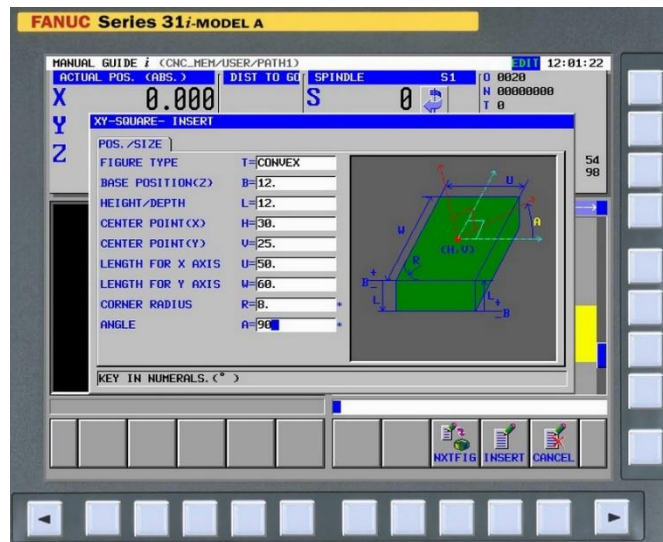 FANUC Series 31i-MODEL A
MANUAL GUIDE i (CNC_MEM/USER/PATH1) EDIT 12:01:22
ACTUAL POS. (ABS.) DIST TO GO SPINDLE S1 O 0020
X 0.000 S 0 N 00000000
T 0
Y
Z
54
98
XY-SQUARE- INSERT
POS./SIZE
FIGURE TYPE T=CONVEX
BASE POSITION(Z) B=12.
HEIGHT/DEPTH L=12.
CENTER POINT(X) H=30.
CENTER POINT(Y) V=25.
LENGTH FOR X AXIS U=50.
LENGTH FOR Y AXIS W=60.
CORNER RADIUS R=8. *
ANGLE A=90 *
U
W
A
(H,V)
R
B + -
L
L + -
B
KEY IN NUMERALS.(° )
NXTFIG INSERT CANCEL